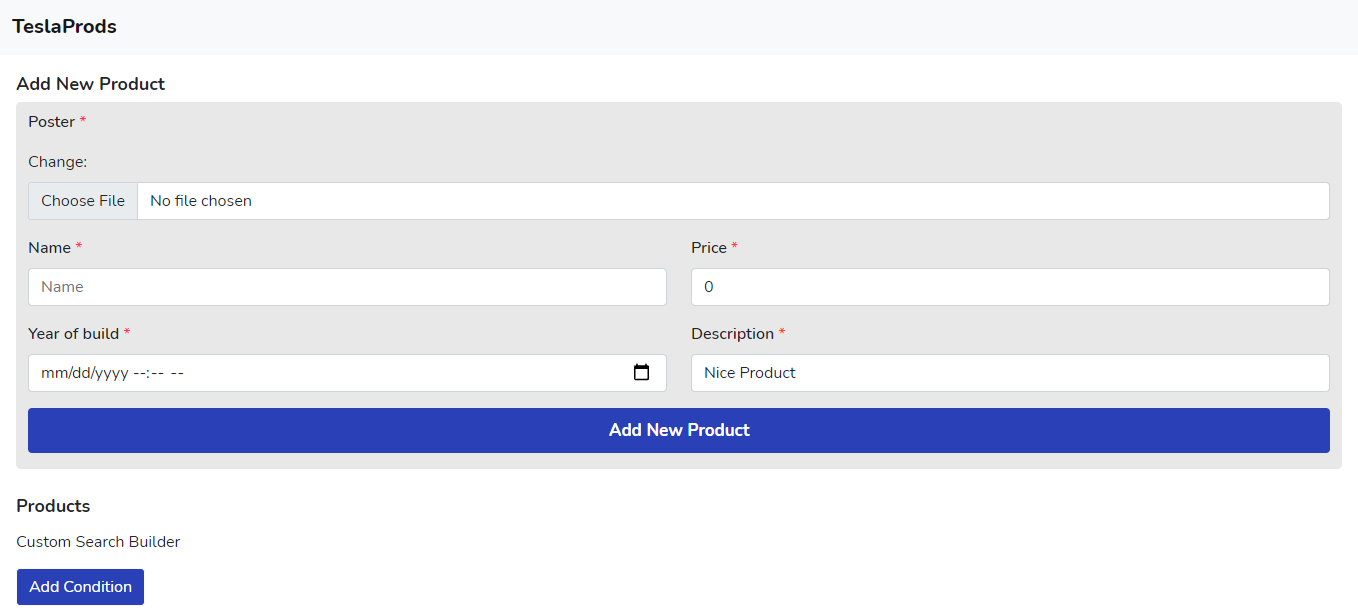 TeslaProds
Add New Product
Poster *
Change:
Choose File No file chosen
Name * Price *
Name 0
Year of build * Description *
mm/dd/yyyy --:-- -- Nice Product
Add New Product
Products
Custom Search Builder
Add Condition